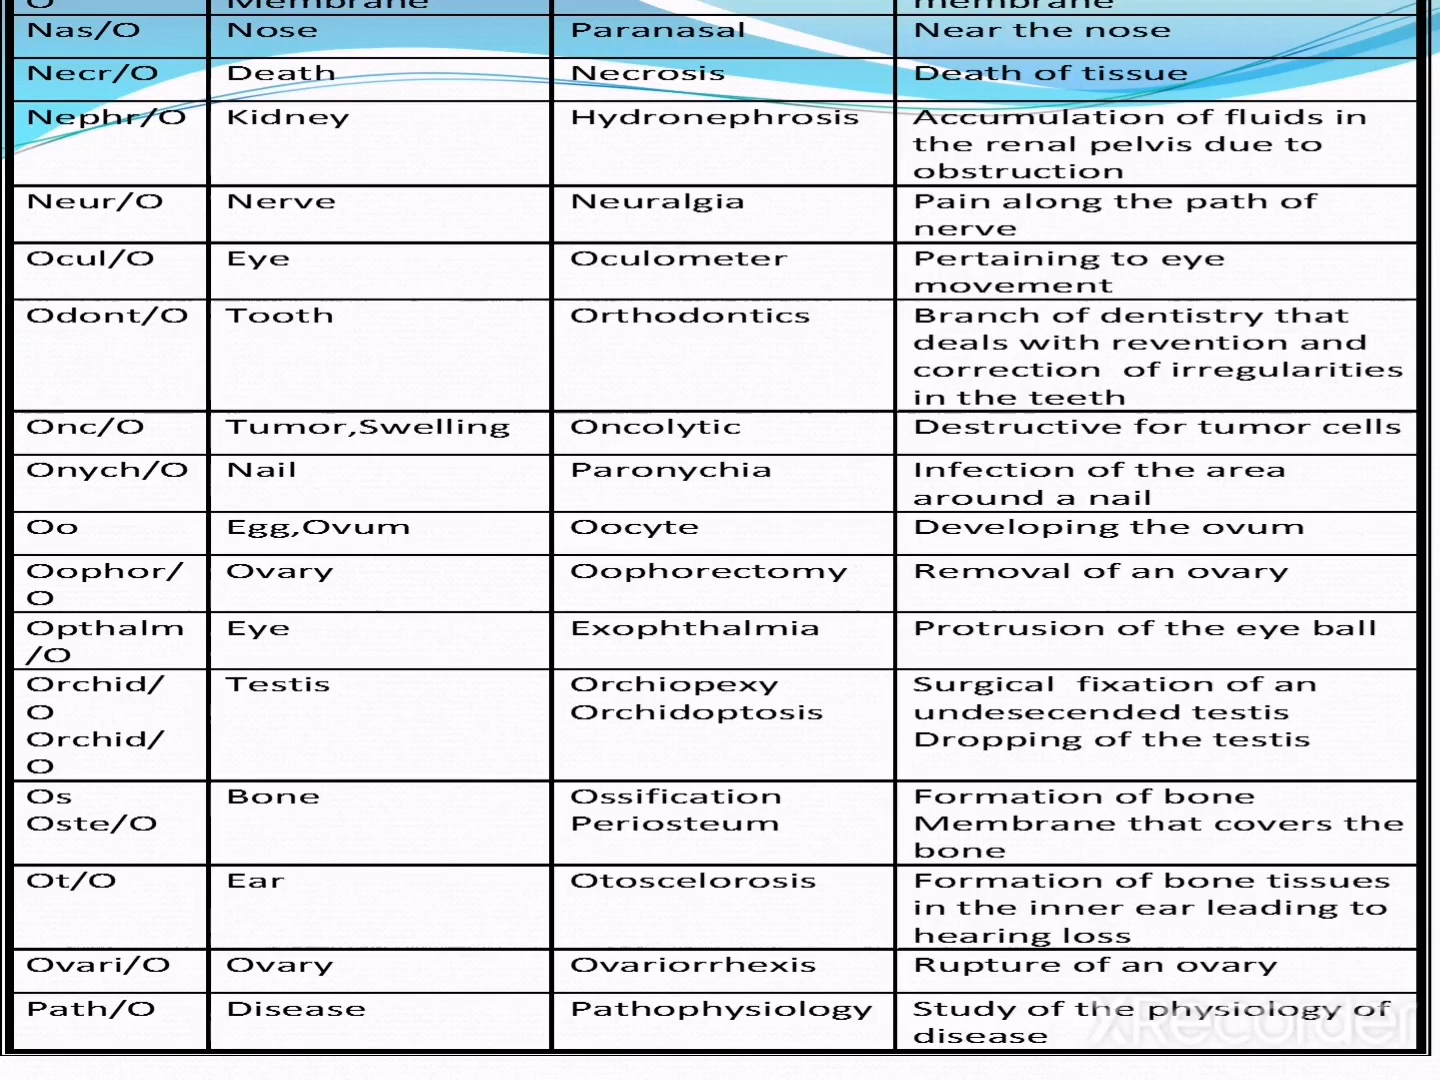 O Membrane membrane
Nas/O Nose Paranasal Near the nose
Necr/O Death Necrosis Death of tissue
Nephr/O Kidney Hydronephrosis Accumulation of fluids in
the renal pelvis due to
obstruction
Neur/O Nerve Neuralgia Pain along the path of
nerve
Ocul/O Eye Oculometer Pertaining to eye
movement
Odont/O Tooth Orthodontics Branch of dentistry that
deals with revention and
correction of irregularities
in the teeth
Onc/O Tumor,Swelling Oncolytic Destructive for tumor cells
Onych/O Nail Paronychia Infection of the area
around a nail
Oo Egg,Ovum Oocyte Developing the ovum
Oophor/ Ovary Oophorectomy Removal of an ovary
O
Opthalm Eye Exophthalmia Protrusion of the eye ball
/O
Orchid/ Testis Orchiopexy Surgical fixation of an
O Orchidoptosis undesecended testis
Orchid/ Dropping of the testis
O
Os Bone Ossification Formation of bone
Oste/O Periosteum Membrane that covers the
bone
Ot/O Ear Otoscelorosis Formation of bone tissues
in the inner ear leading to
hearing loss
Ovari/O Ovary Ovariorrhexis Rupture of an ovary
Path/O Disease Pathophysiology Study of the physiology of
disease
XRecorder